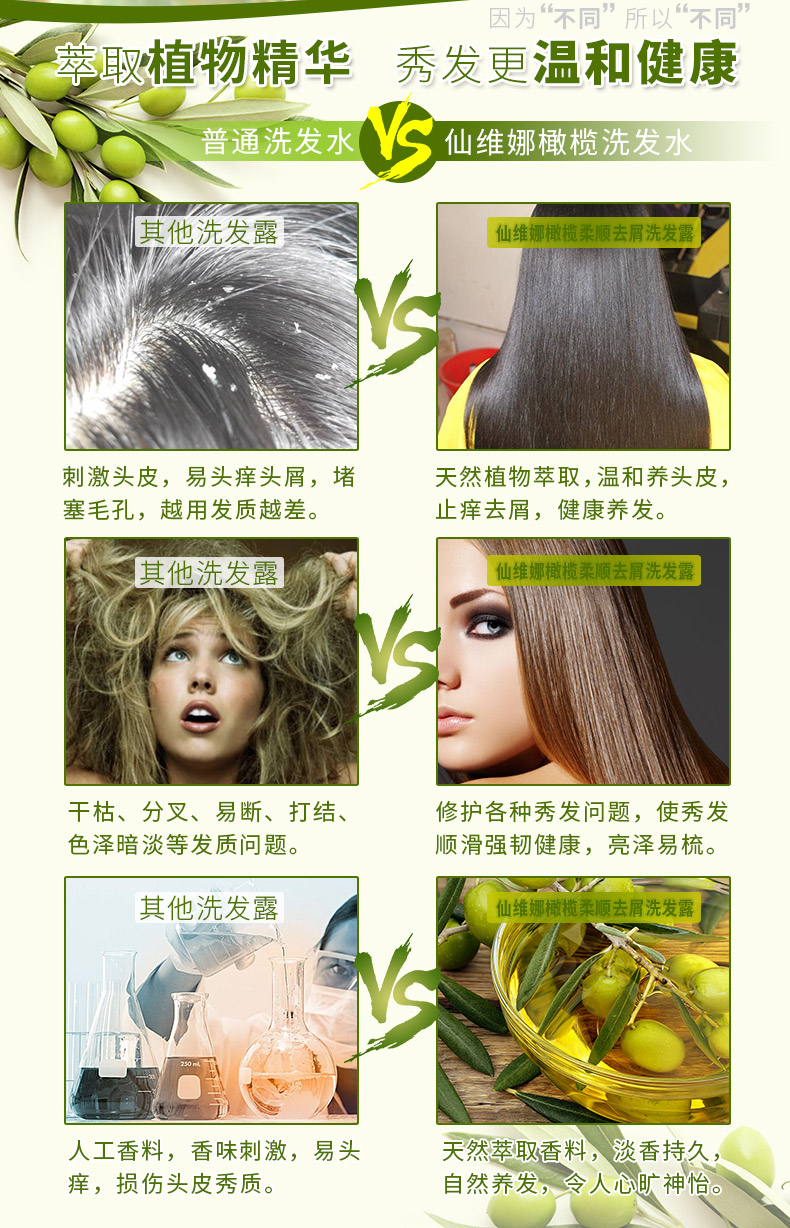 因为“不同”所以“不同”
萃取植物精华 秀发更温和健康
普通洗发水 VS 仙维娜橄榄洗发水
其他洗发露
仙维娜橄榄柔顺去屑洗发露
VS
刺激头皮，易头痒头屑，堵
塞毛孔，越用发质越差。
天然植物萃取，温和养头皮，
止痒去屑，健康养发。
其他洗发露
仙维娜橄榄柔顺去屑洗发露
VS
干枯、分叉、易断、打结、
色泽暗淡等发质问题。
修护各种秀发问题，使秀发
顺滑强韧健康，亮泽易梳。
其他洗发露
仙维娜橄榄柔顺去屑洗发露
VS
250 mL
人工香料，香味刺激，易头
痒，损伤头皮秀质。
天然萃取香料，淡香持久，
自然养发，令人心旷神怡。